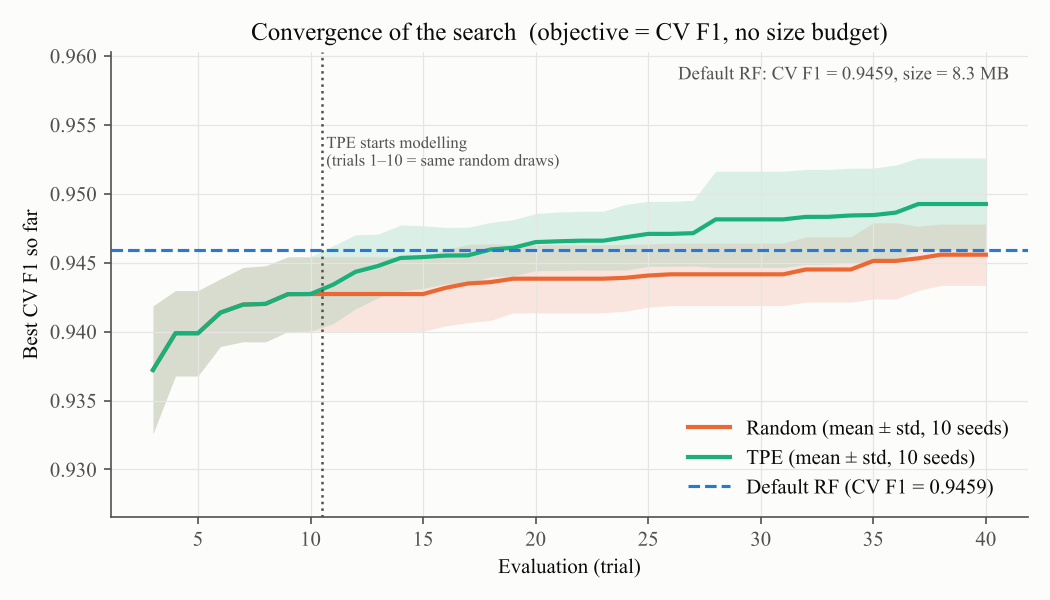 Convergence of the search  (objective = CV F1, no size budget)
Default RF: CV F1 = 0.9459, size = 8.3 MB
TPE starts modelling
(trials 1–10 = same random draws)
Best CV F1 so far
0.960
0.955
0.950
0.945
0.940
0.935
0.930
Random (mean ± std, 10 seeds)
TPE (mean ± std, 10 seeds)
Default RF (CV F1 = 0.9459)
5 10 15 20 25 30 35 40
Evaluation (trial)